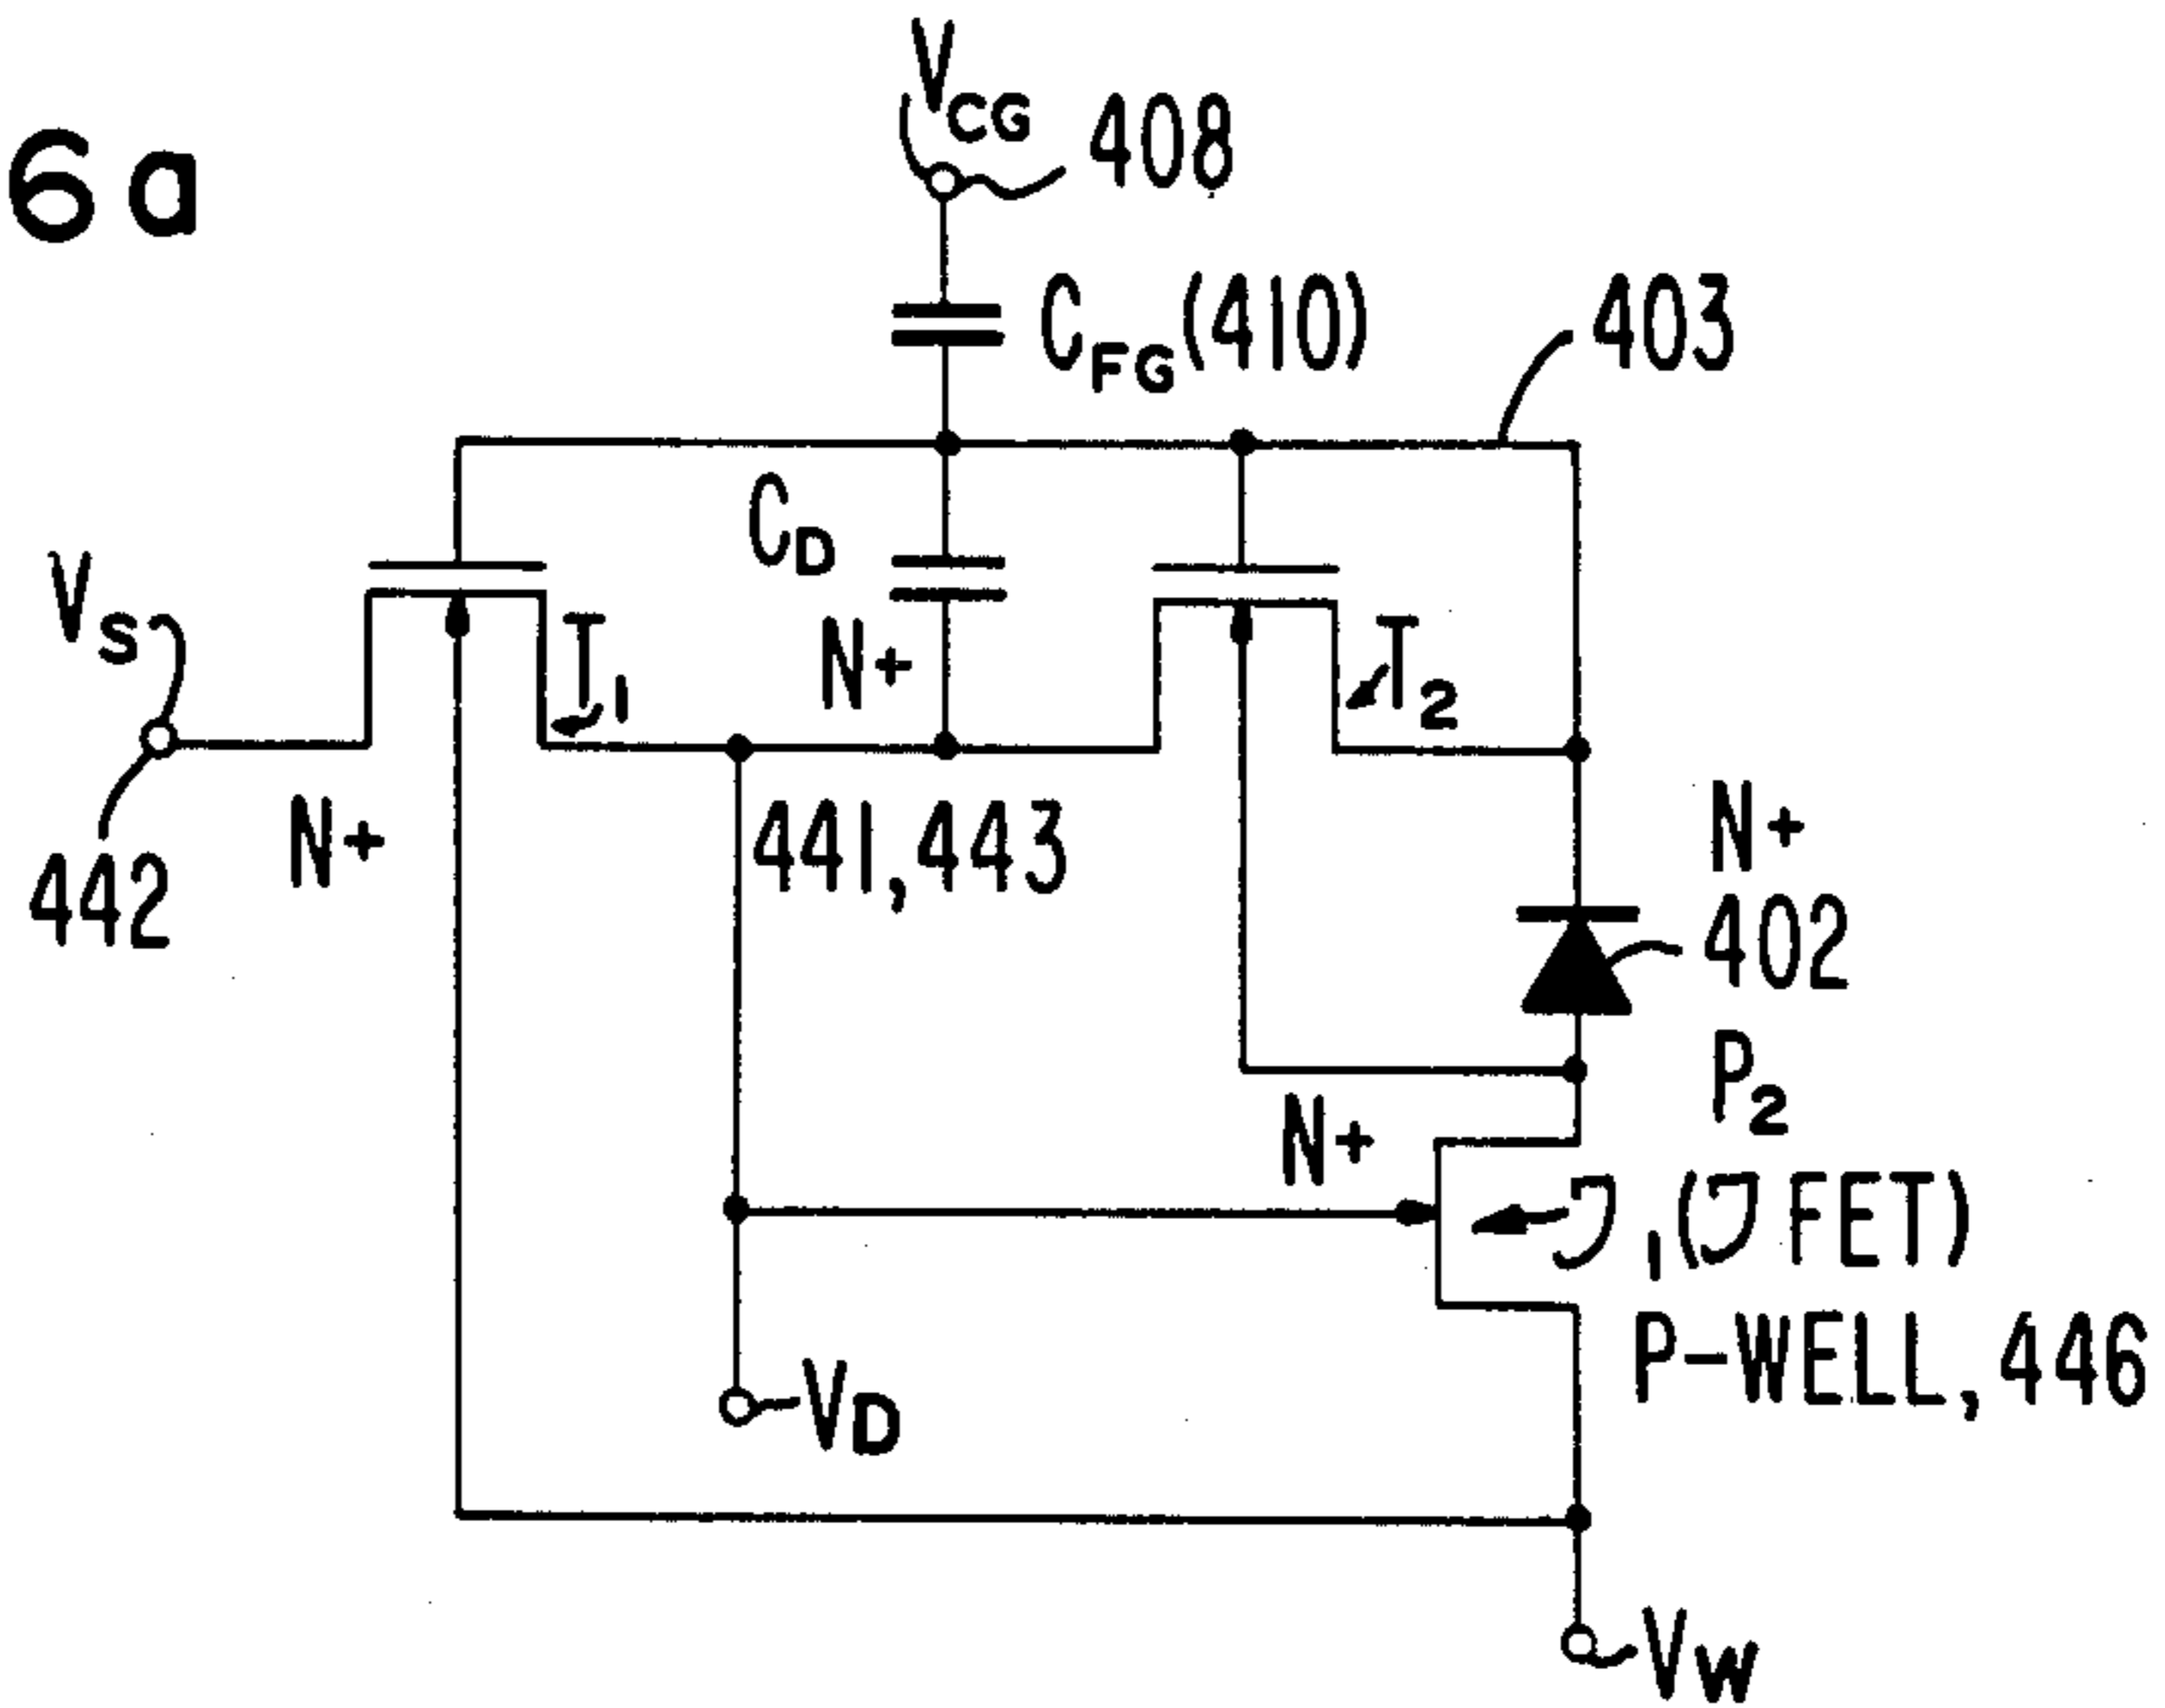 6a
VCG
408
CFG(410)
403
CD
VS
T1
N+
T2
N+
441,443
N+
442
402
P2
N+
J1(JFET)
P-WELL,446
VD
VW